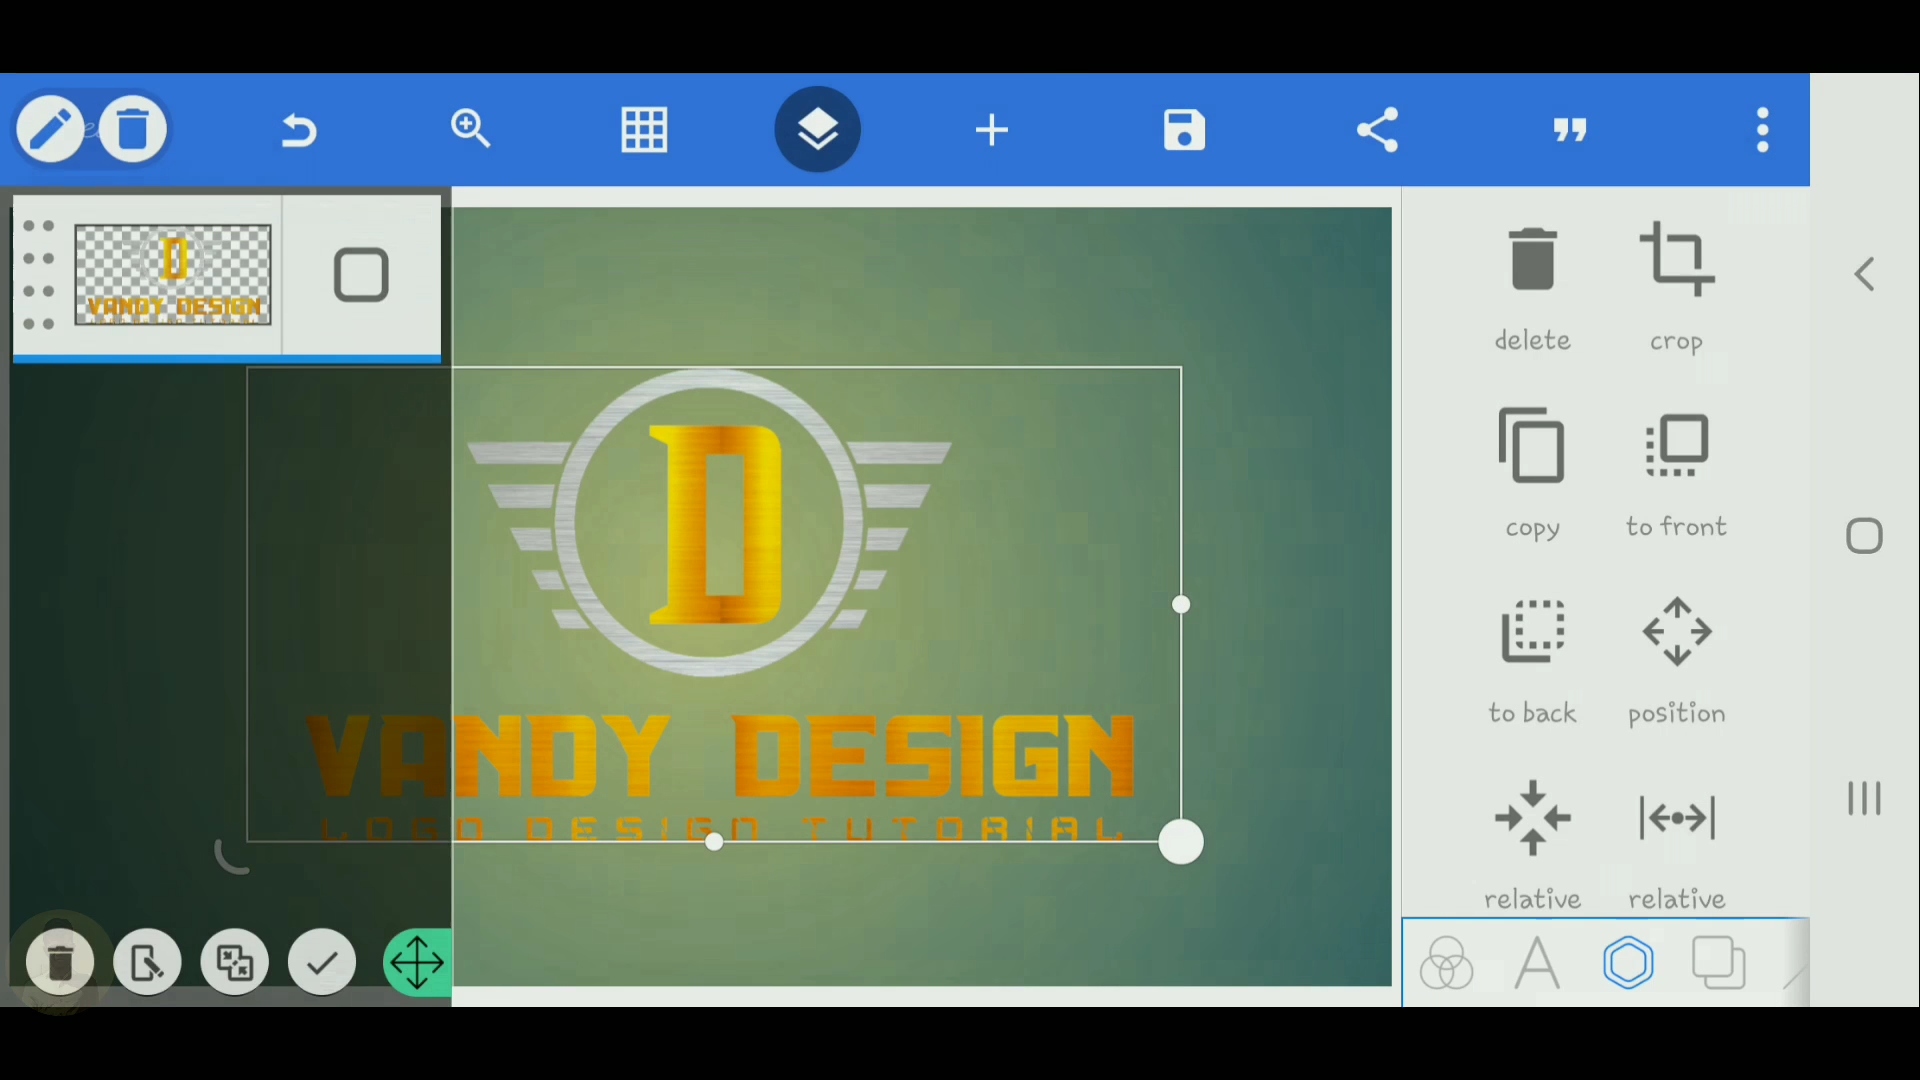 delete crop
D
VANDY DESIGN
copy to front
to back position
D
VANDY DESIGN
LOGO DESIGN TUTORIAL
relative relative